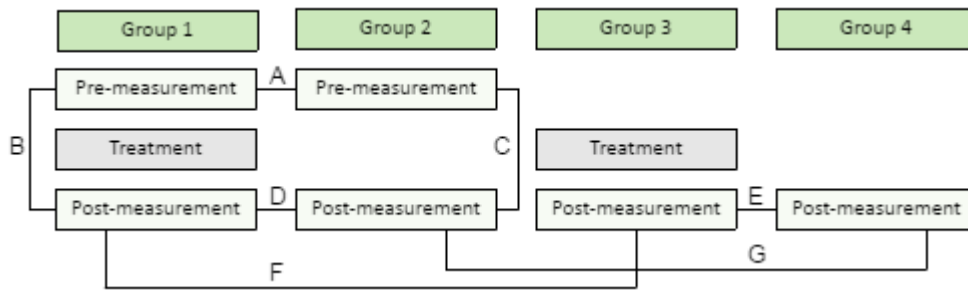 Group 1
Group 2
Group 3
Group 4
Pre-measurement
A
Pre-measurement
B
Treatment
C
Treatment
Post-measurement
D
Post-measurement
Post-measurement
E
Post-measurement
F
G